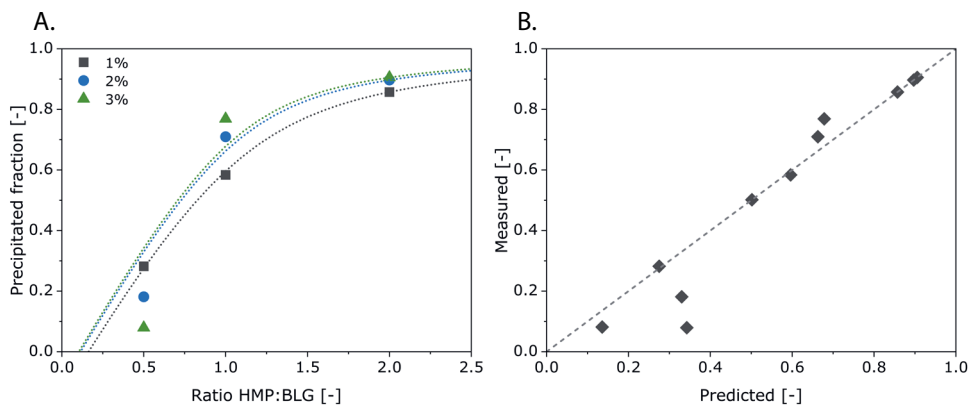 A.
1.0
0.8
0.6
0.4
0.2
0.0
Precipitated fraction [-]
1%
2%
3%
0.0 0.5 1.0 1.5 2.0 2.5
Ratio HMP:BLG [-]
B.
1.0
0.8
0.6
0.4
0.2
0.0
Measured [-]
0.0 0.2 0.4 0.6 0.8 1.0
Predicted [-]